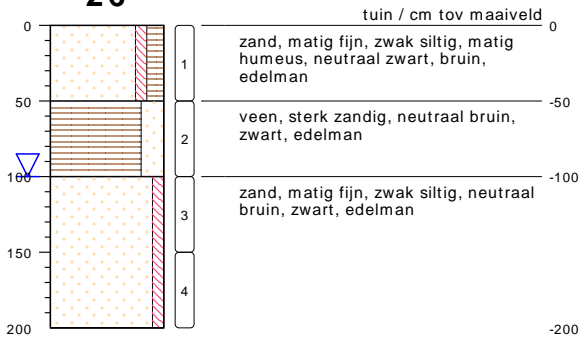 tuin / cm tov maaiveld
0
0
zand, matig fijn, zwak siltig, matig
humeus, neutraal zwart, bruin,
edelman
1
50
-50
veen, sterk zandig, neutraal bruin,
zwart, edelman
2
100
-100
zand, matig fijn, zwak siltig, neutraal
bruin, zwart, edelman
3
150
4
200
-200